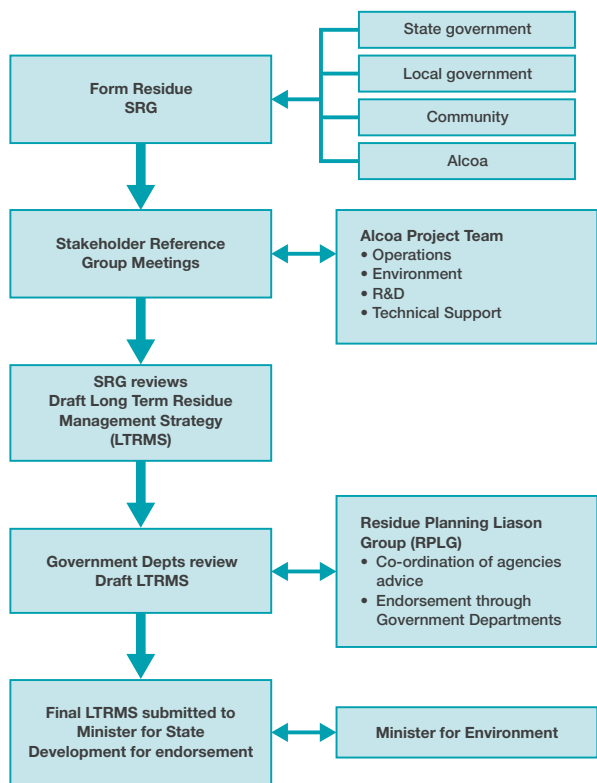 State government
Local government
Community
Alcoa
Form Residue
SRG
Stakeholder Reference
Group Meetings
Alcoa Project Team
• Operations
• Environment
• R&D
• Technical Support
SRG reviews
Draft Long Term Residue
Management Strategy
(LTRMS)
Government Depts review
Draft LTRMS
Residue Planning Liason
Group (RPLG)
• Co-ordination of agencies
advice
• Endorsement through
Government Departments
Final LTRMS submitted to
Minister for State
Development for endorsement
Minister for Environment